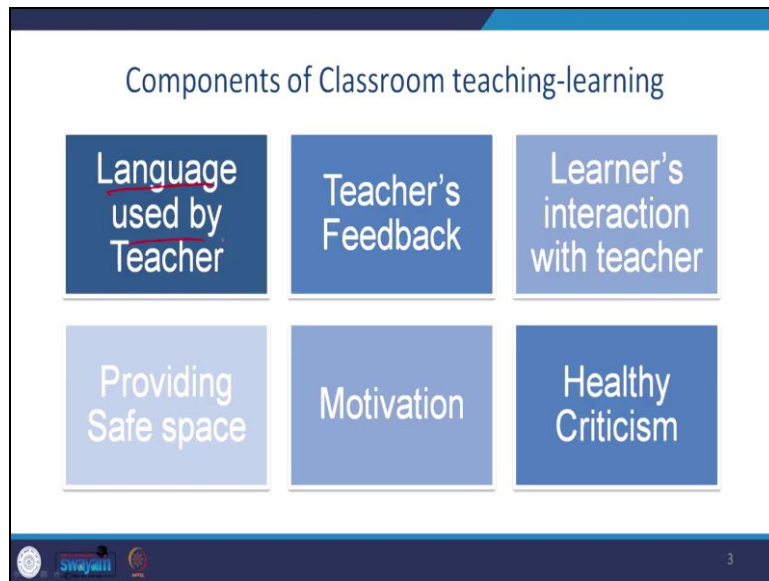 Components of Classroom teaching-learning
Language
used by
Teacher
Teacher's
Feedback
Learner's
interaction
with teacher
Providing
Safe space
Motivation
Healthy
Criticism
swayam
3